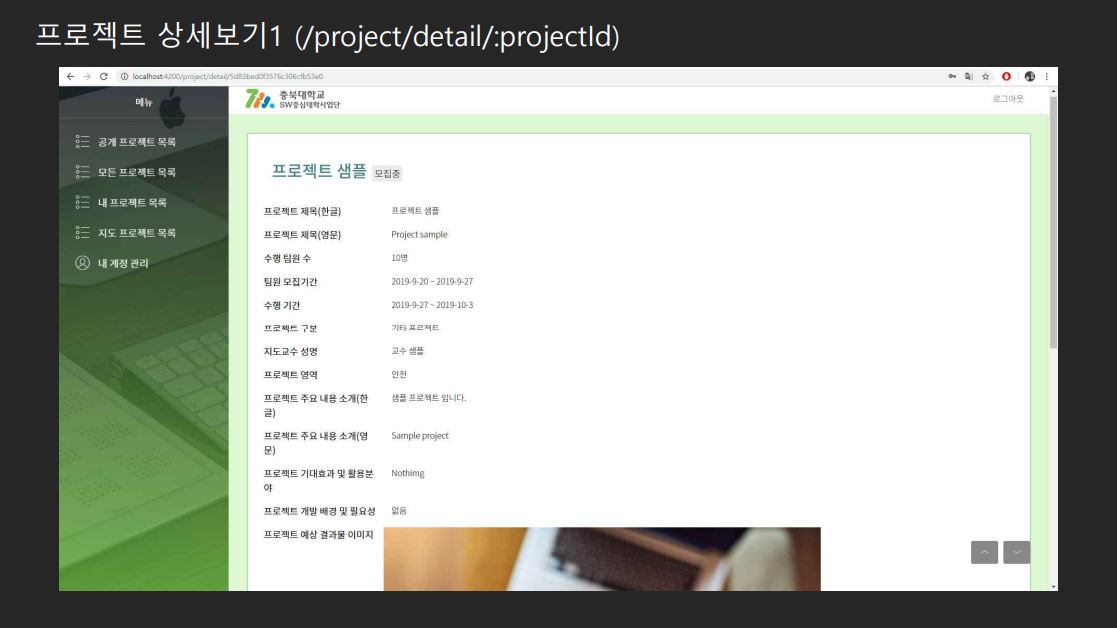 프로젝트 상세보기1 (/project/detail/:projectId)
localhost:4200/project/detail/5d83bed0f3576c306cfb53e0
메뉴
충북대학교
SW중심대학사업단
로그아웃
공개 프로젝트 목록
모든 프로젝트 목록
내 프로젝트 목록
지도 프로젝트 목록
내 계정 관리
프로젝트 샘플 모집중
프로젝트 제목(한글) 프로젝트 샘플
프로젝트 제목(영문) Project sample
수행 팀원 수 10명
팀원 모집기간 2019-9-20 ~ 2019-9-27
수행 기간 2019-9-27 ~ 2019-10-3
프로젝트 구분 기타 프로젝트
지도교수 성명 교수 샘플
프로젝트 영역 안전
프로젝트 주요 내용 소개(한 샘플 프로젝트 입니다.
글)
프로젝트 주요 내용 소개(영 Sample project
문)
프로젝트 기대효과 및 활용분 Nothimg
야
프로젝트 개발 배경 및 필요성 없음
프로젝트 예상 결과물 이미지